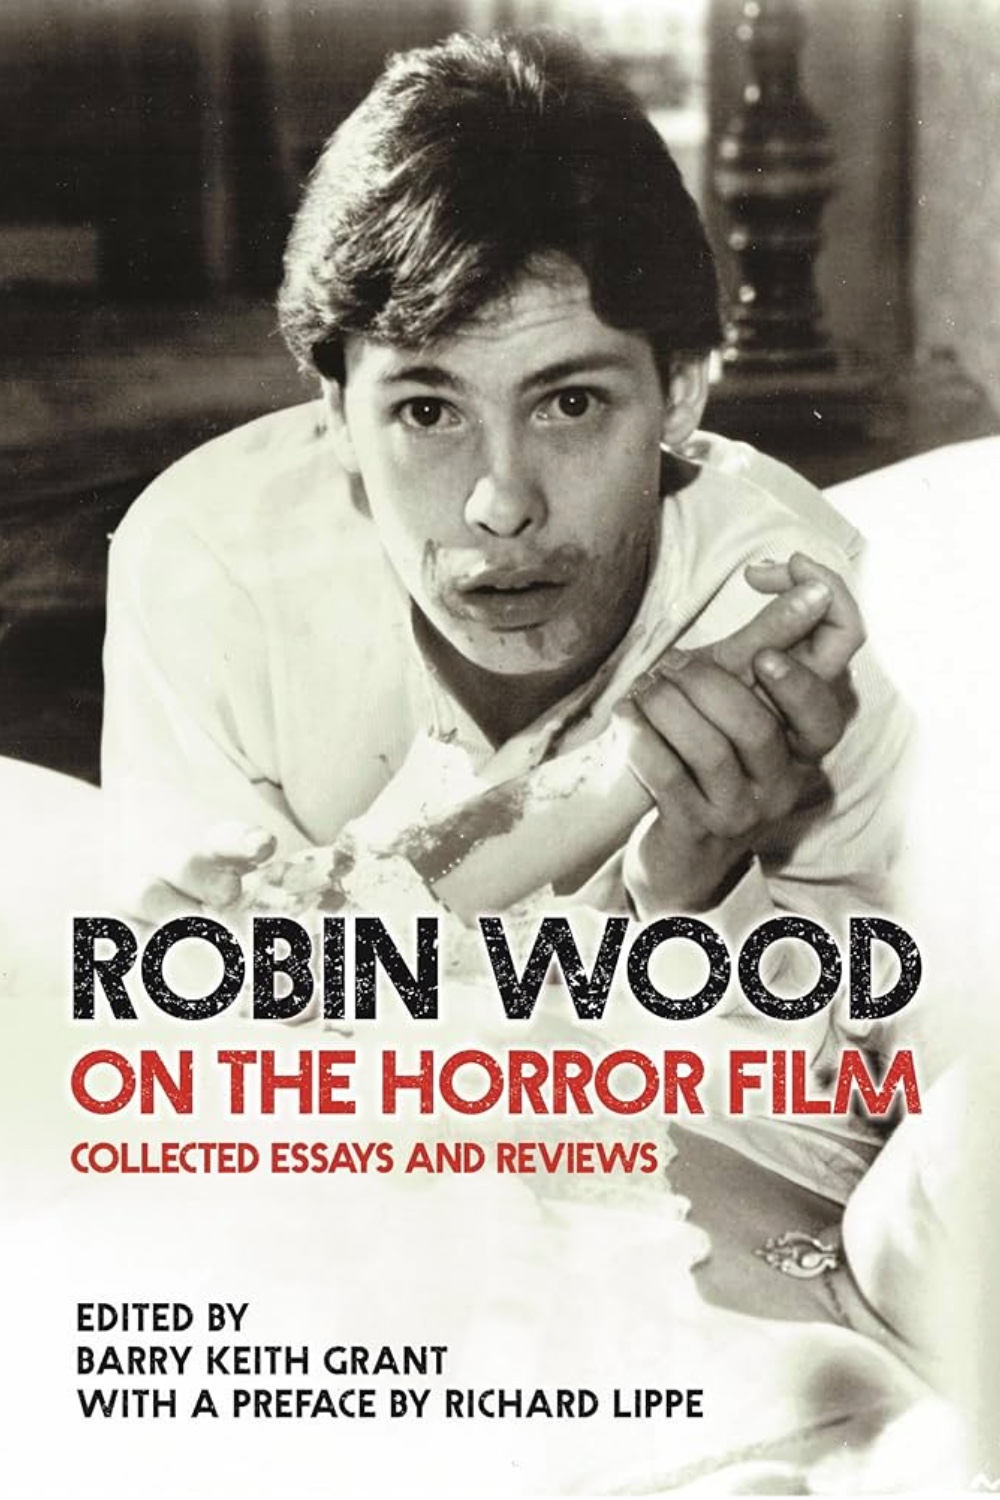 ROBIN WOOD
ON THE HORROR FILM
COLLECTED ESSAYS AND REVIEWS
EDITED BY
BARRY KEITH GRANT
WITH A PREFACE BY RICHARD LIPPE